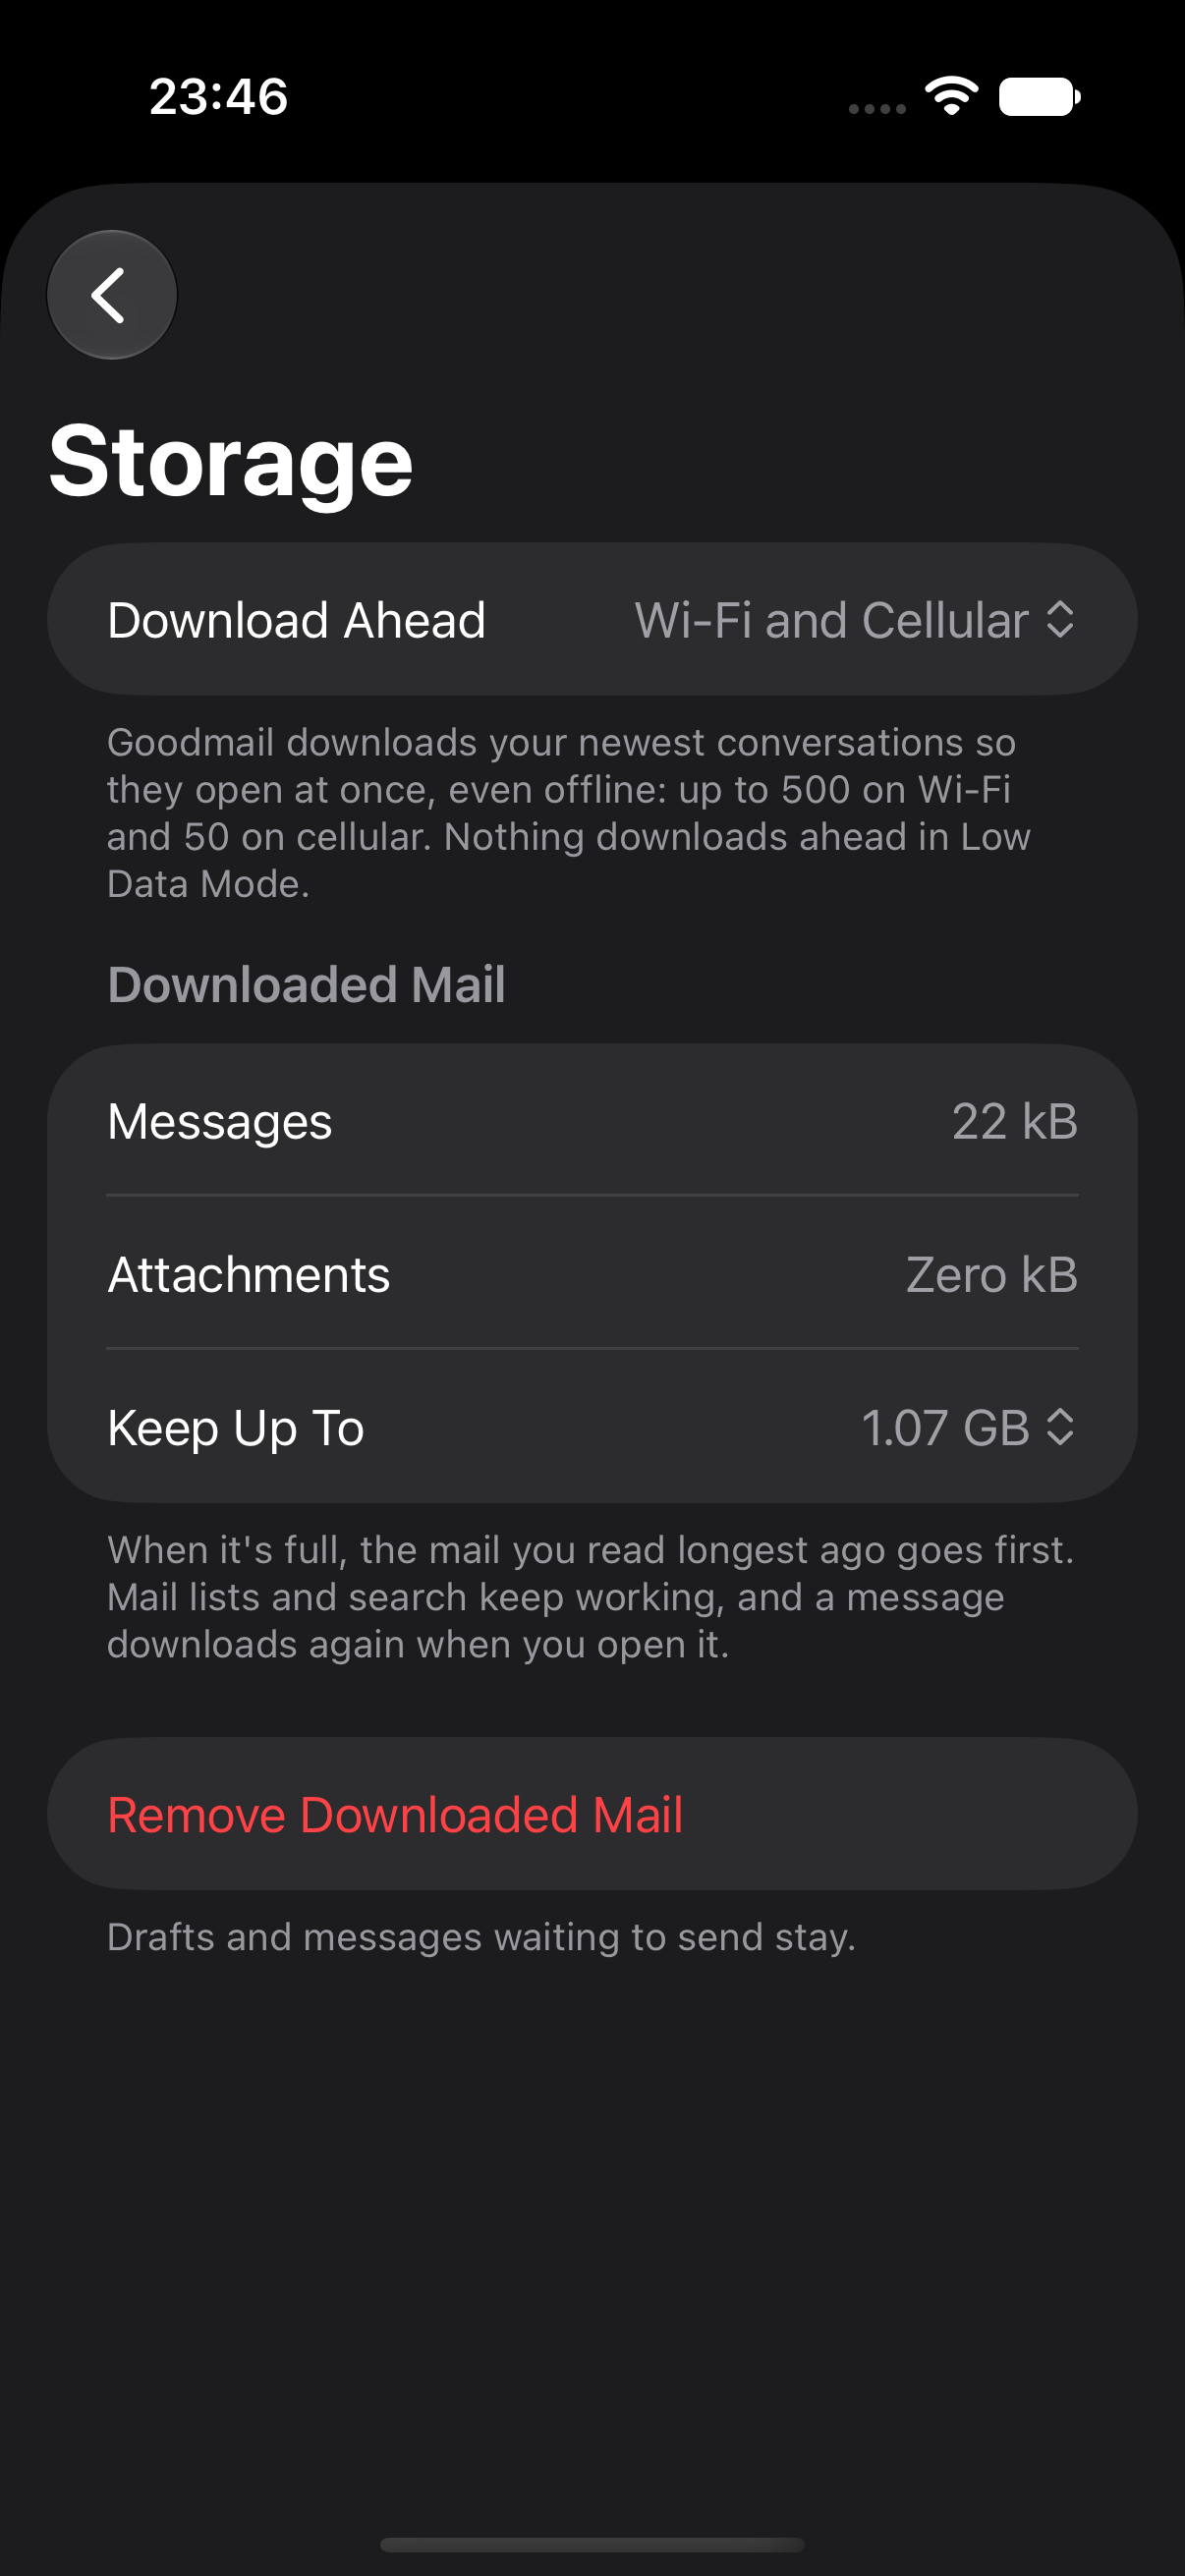 23:46
Storage
Download Ahead Wi-Fi and Cellular
Goodmail downloads your newest conversations so
they open at once, even offline: up to 500 on Wi-Fi
and 50 on cellular. Nothing downloads ahead in Low
Data Mode.
Downloaded Mail
Messages 22 kB
Attachments Zero kB
Keep Up To 1.07 GB
When it's full, the mail you read longest ago goes first.
Mail lists and search keep working, and a message
downloads again when you open it.
Remove Downloaded Mail
Drafts and messages waiting to send stay.